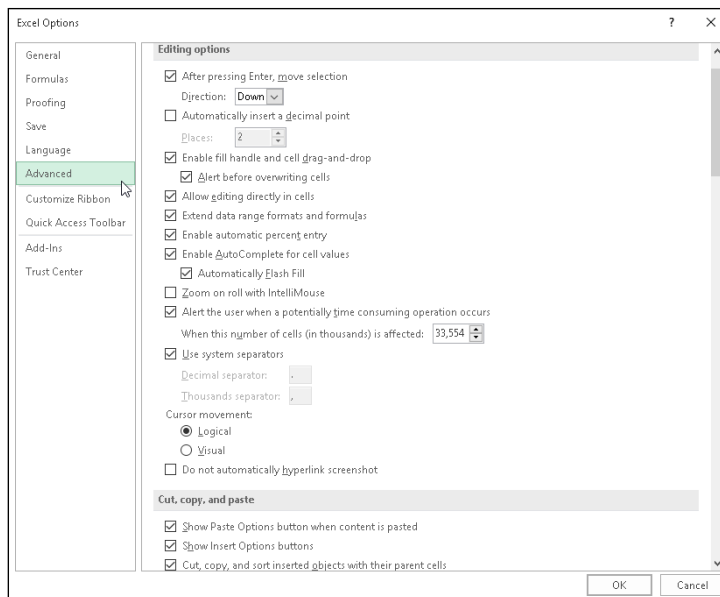 Excel Options
?
General
Formulas
Proofing
Save
Language
Advanced
Customize Ribbon
Quick Access Toolbar
Add-Ins
Trust Center
Editing options
After pressing Enter, move selection
Direction: Down
Automatically insert a decimal point
Places: 2
Enable fill handle and cell drag-and-drop
Alert before overwriting cells
Allow editing directly in cells
Extend data range formats and formulas
Enable automatic percent entry
Enable AutoComplete for cell values
Automatically Flash Fill
Zoom on roll with IntelliMouse
Alert the user when a potentially time consuming operation occurs
When this number of cells (in thousands) is affected: 33,554
Use system separators
Decimal separator: .
Thousands separator: ,
Cursor movement:
Logical
Visual
Do not automatically hyperlink screenshot
Cut, copy, and paste
Show Paste Options button when content is pasted
Show Insert Options buttons
Cut, copy, and sort inserted objects with their parent cells
OK
Cancel